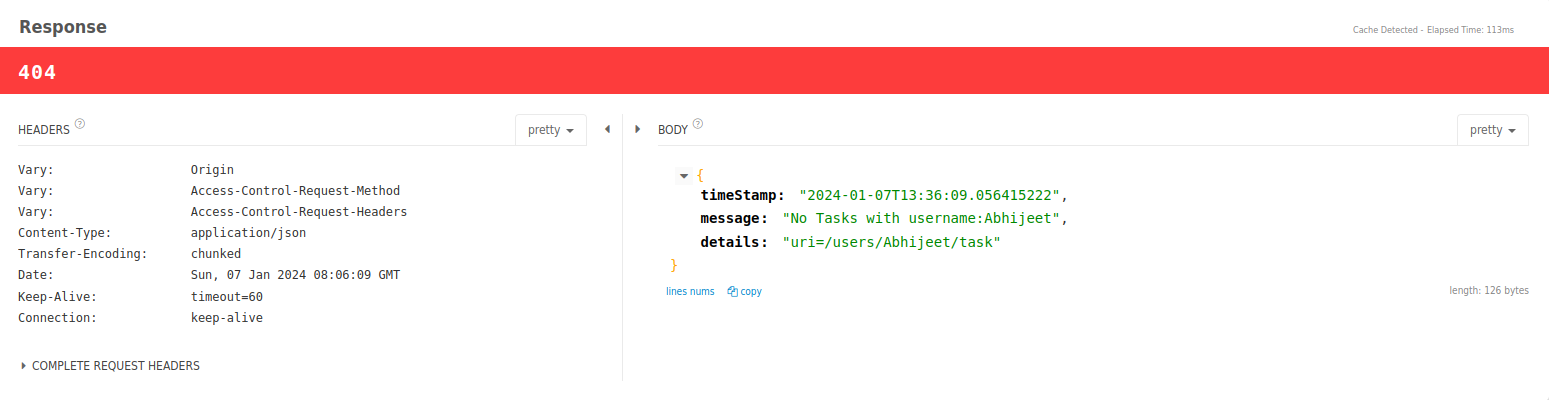 Response
Cache Detected - Elapsed Time: 113ms
404
HEADERS ?
pretty
Vary: Origin
Vary: Access-Control-Request-Method
Vary: Access-Control-Request-Headers
Content-Type: application/json
Transfer-Encoding: chunked
Date: Sun, 07 Jan 2024 08:06:09 GMT
Keep-Alive: timeout=60
Connection: keep-alive
COMPLETE REQUEST HEADERS
BODY ?
pretty
{
timeStamp: "2024-01-07T13:36:09.056415222",
message: "No Tasks with username:Abhijeet",
details: "uri=/users/Abhijeet/task"
}
lines nums copy
length: 126 bytes